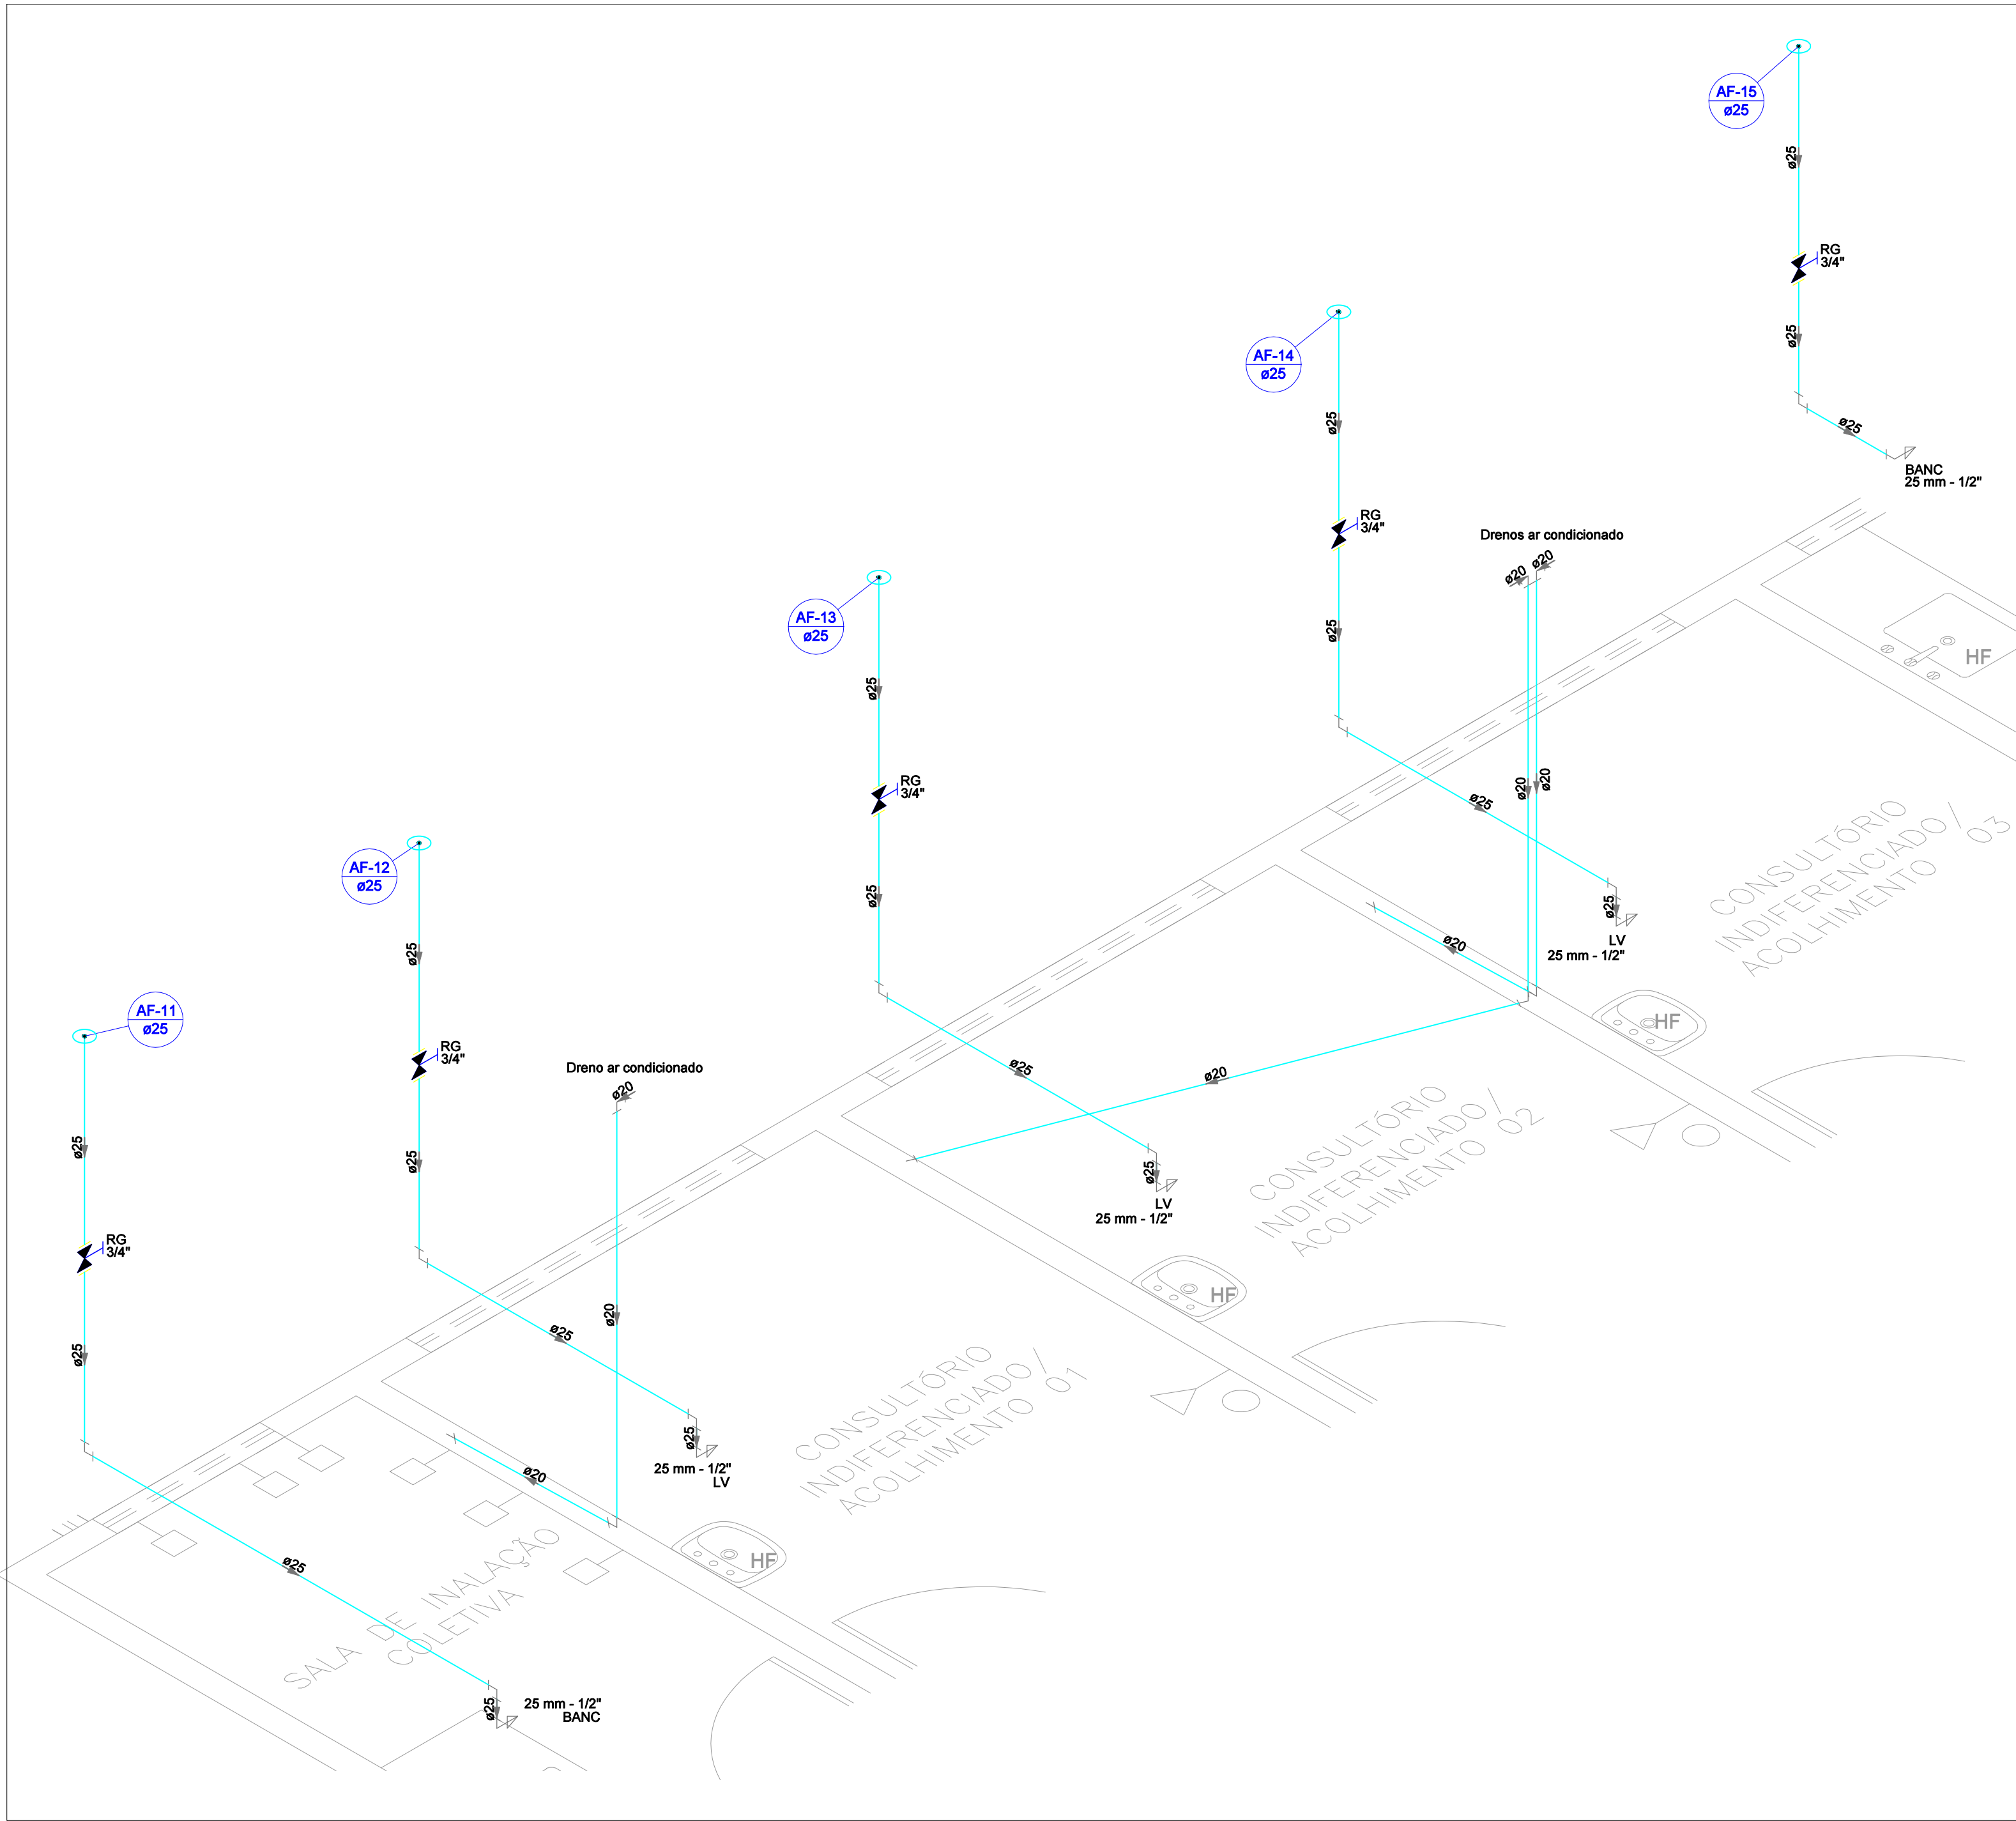 AF-15
ø25
ø25
RG
3/4"
ø25
ø25
BANC
25 mm - 1/2"
AF-14
ø25
ø25
RG
3/4"
ø25
ø25
ø25
LV
25 mm - 1/2"
Drenos ar condicionado
ø20
ø20
ø20
ø20
ø20
ø20
HF
CONSULTÓRIO
INDIFERENCIADO/
ACOLHIMENTO 03
HF
AF-13
ø25
ø25
RG
3/4"
ø25
ø25
ø25
LV
25 mm - 1/2"
CONSULTÓRIO
INDIFERENCIADO/
ACOLHIMENTO 02
HF
AF-12
ø25
ø25
RG
3/4"
ø25
ø25
ø25
25 mm - 1/2"
LV
Dreno ar condicionado
ø20
ø20
ø20
CONSULTÓRIO
INDIFERENCIADO/
ACOLHIMENTO 01
HF
AF-11
ø25
ø25
RG
3/4"
ø25
ø25
ø25
25 mm - 1/2"
BANC
SALA DE INALAÇÃO
COLETIVA